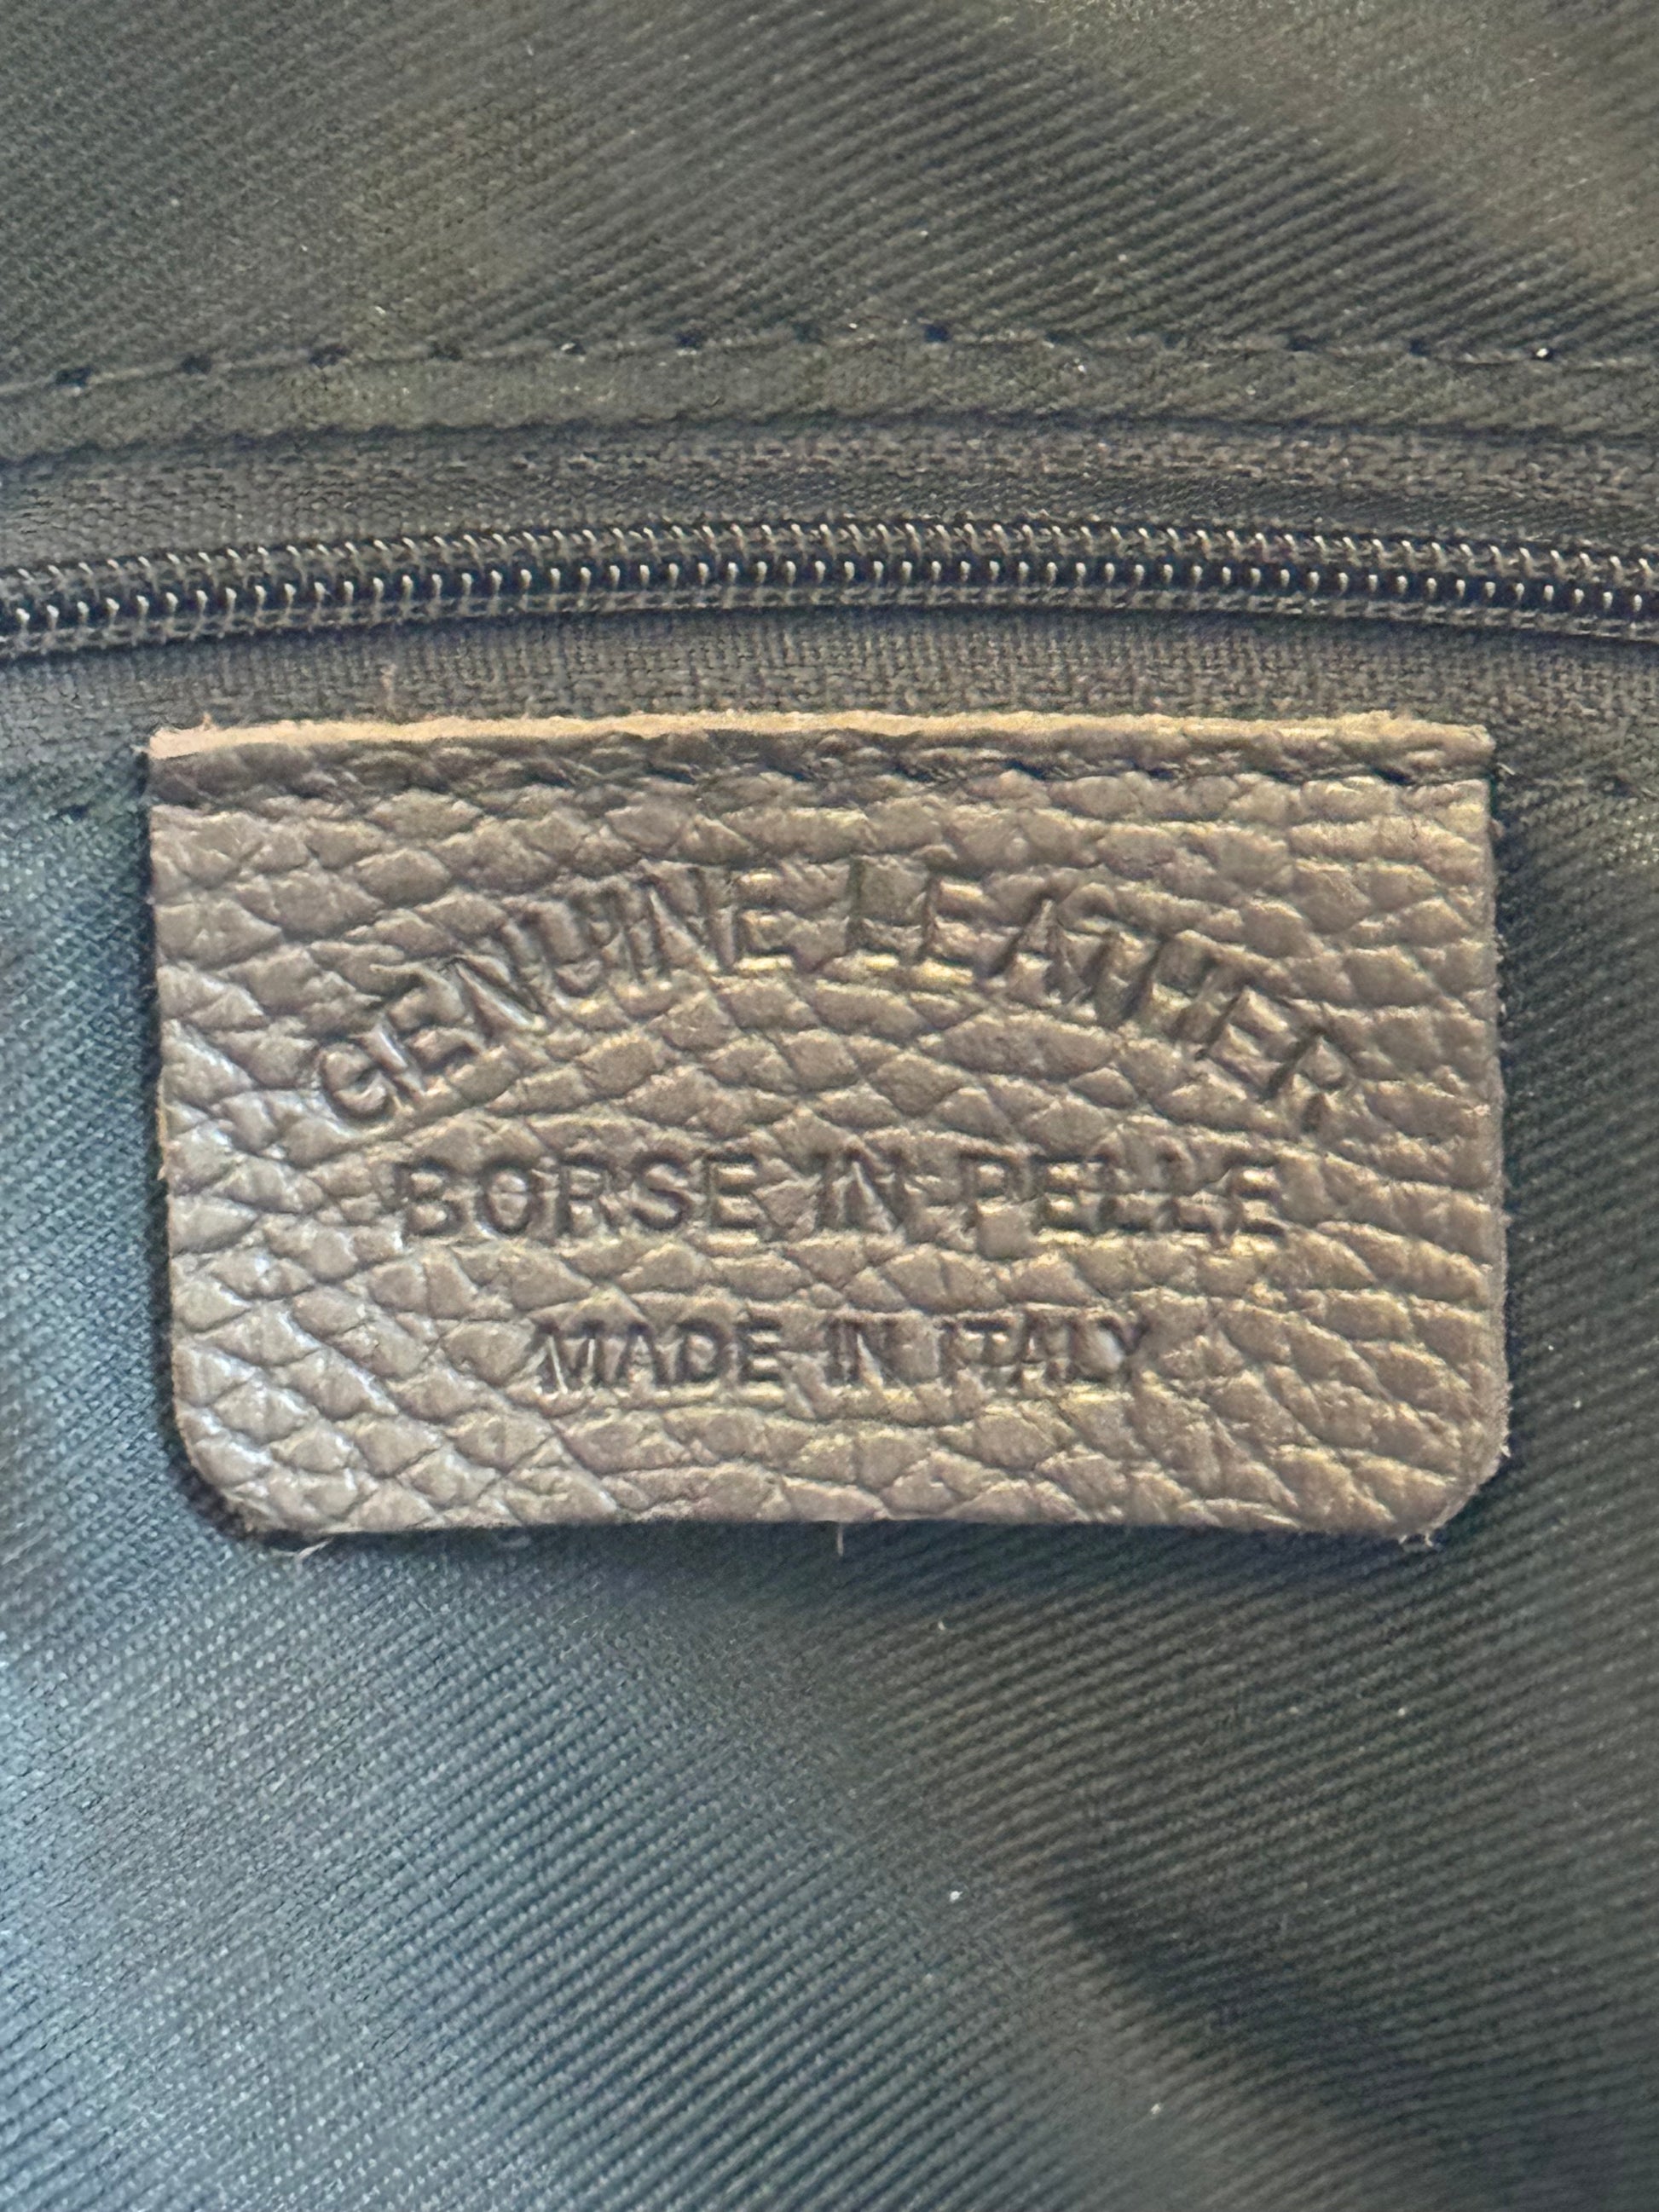 GENUINE LEATHER
BORSE IN PELLE
MADE IN ITALY